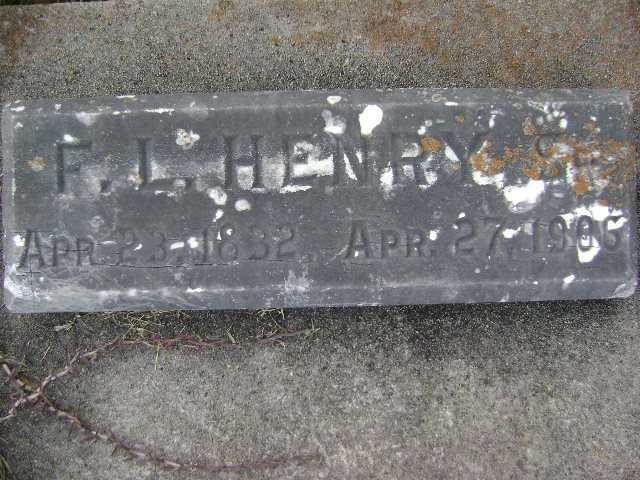 F. L. HENRY SR.
APR. 23, 1832. – APR. 27, 1906